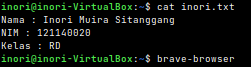 inori@inori-VirtualBox:~$ cat inori.txt
Nama : Inori Muira Sitanggang
NIM : 121140020
Kelas : RD
inori@inori-VirtualBox:~$ brave-browser